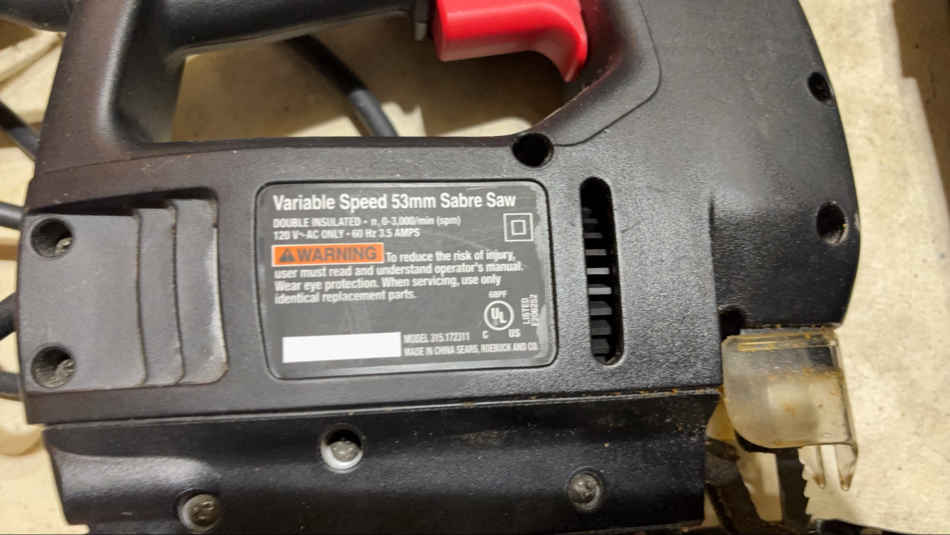 Variable Speed 53mm Sabre Saw
DOUBLE INSULATED • n, 0-3,000/min (spm)
120 V~AC ONLY • 60 Hz 3.5 AMPS
WARNING To reduce the risk of injury,
user must read and understand operator's manual.
Wear eye protection. When servicing, use only
identical replacement parts.
68PF
UL
C US
LISTED
E206252
MODEL 315.172311
MADE IN CHINA SEARS, ROEBUCK AND CO.